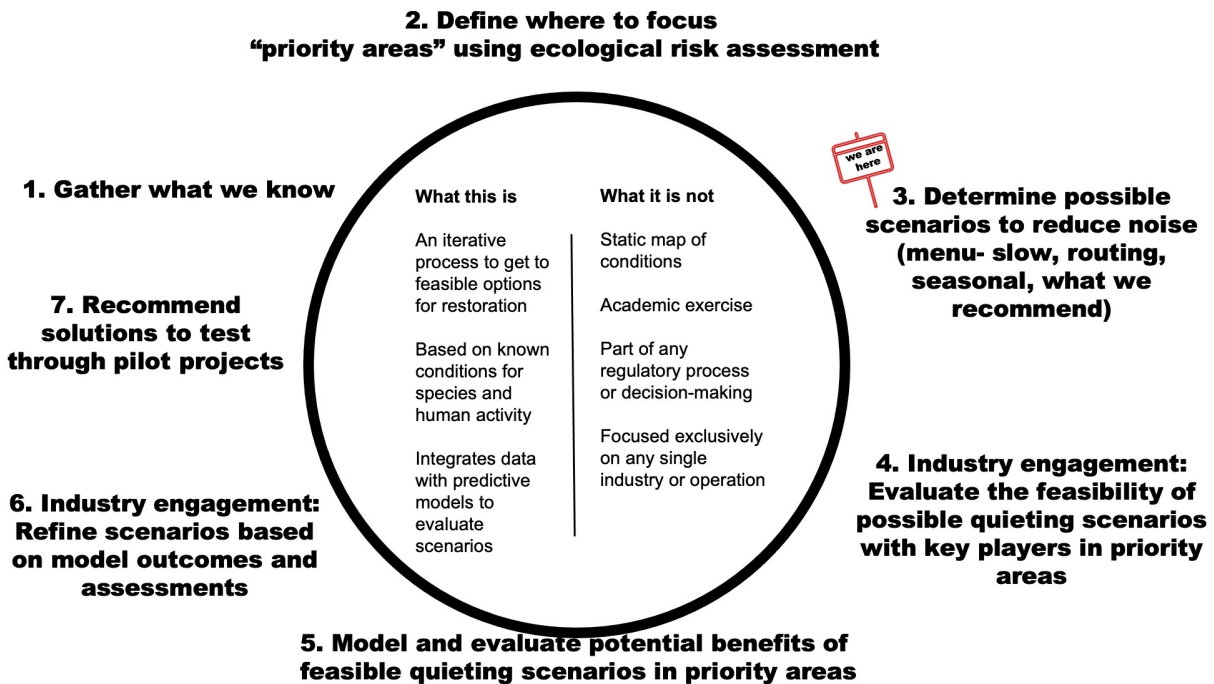 2. Define where to focus
“priority areas” using ecological risk assessment
1. Gather what we know
we are
here
3. Determine possible
scenarios to reduce noise
(menu- slow, routing,
seasonal, what we
recommend)
What this is
An iterative
process to get to
feasible options
for restoration
Based on known
conditions for
species and
human activity
Integrates data
with predictive
models to
evaluate
scenarios
What it is not
Static map of
conditions
Academic exercise
Part of any
regulatory process
or decision-making
Focused exclusively
on any single
industry or operation
4. Industry engagement:
Evaluate the feasibility of
possible quieting scenarios
with key players in priority
areas
5. Model and evaluate potential benefits of
feasible quieting scenarios in priority areas
6. Industry engagement:
Refine scenarios based
on model outcomes and
assessments
7. Recommend
solutions to test
through pilot projects